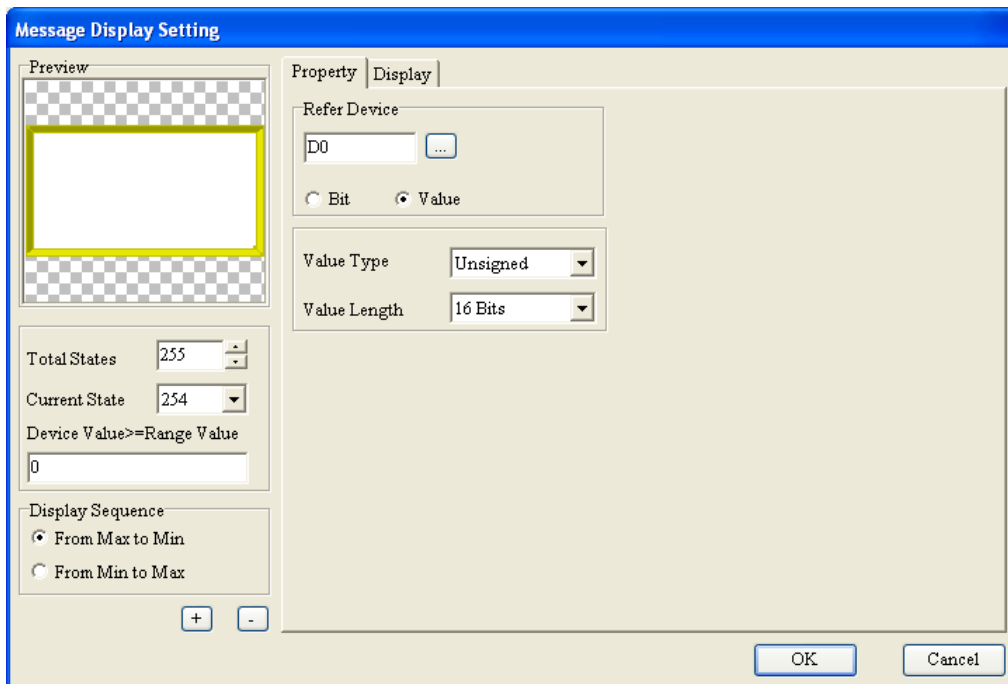 Message Display Setting
Preview
Property
Display
Refer Device
D0
...
Bit
Value
Value Type
Unsigned
Value Length
16 Bits
Total States
255
Current State
254
Device Value>=Range Value
0
Display Sequence
From Max to Min
From Min to Max
+
-
OK
Cancel